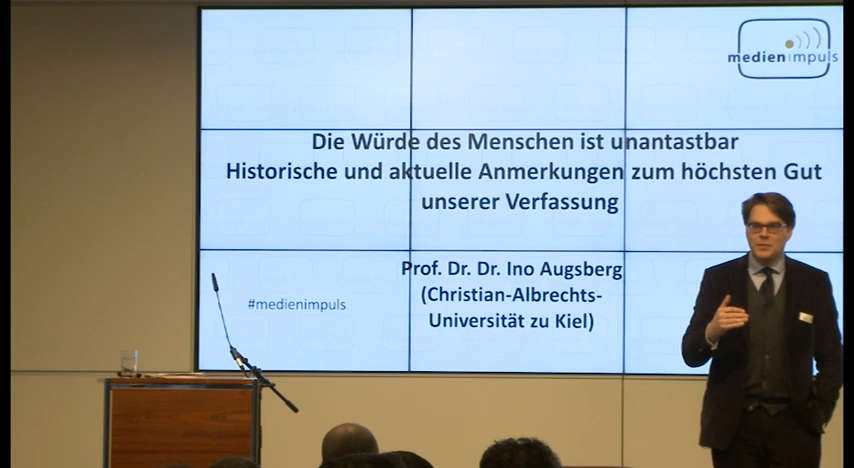 medienimpuls
Die Würde des Menschen ist unantastbar
Historische und aktuelle Anmerkungen zum höchsten Gut
unserer Verfassung
Prof. Dr. Dr. Ino Augsberg
(Christian-Albrechts-
Universität zu Kiel)
#medienimpuls